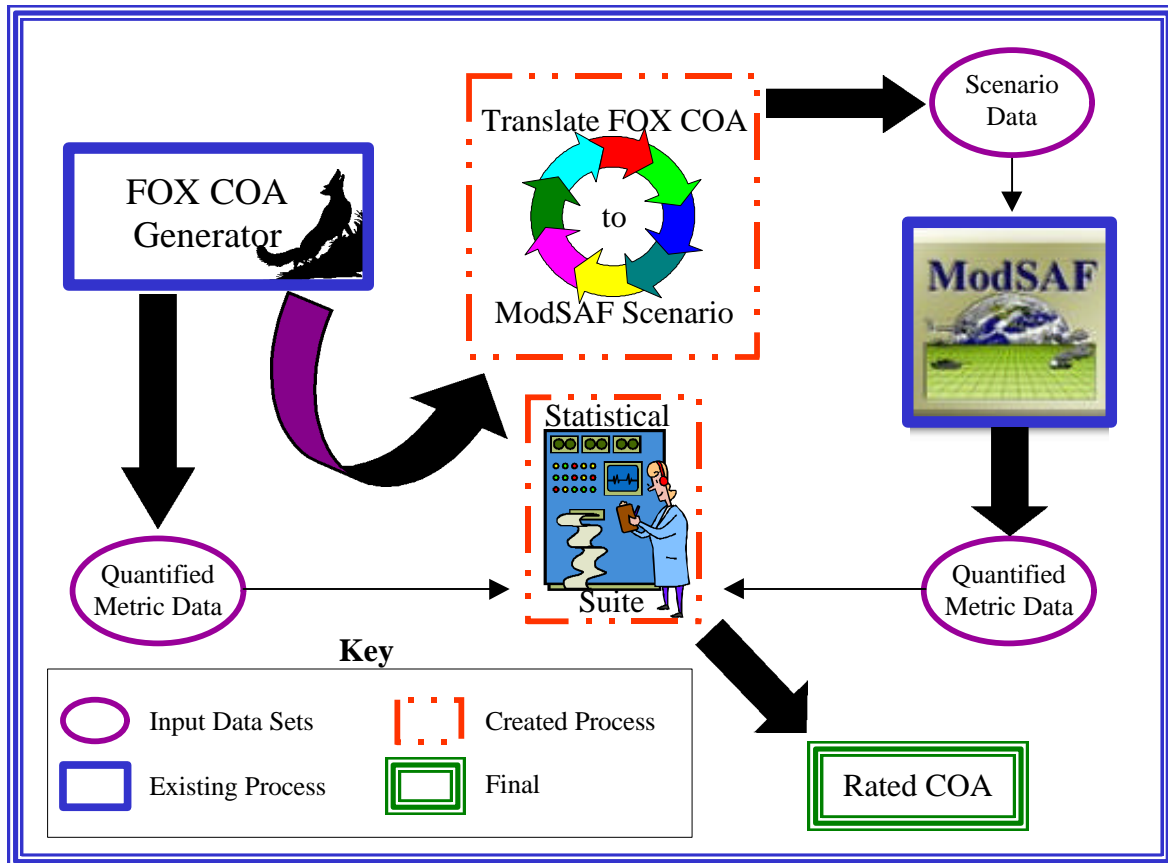 FOX COA
Generator
Translate FOX COA
to
ModSAF Scenario
Scenario
Data
ModSAF
Statistical
Suite
Quantified
Metric Data
Quantified
Metric Data
Key
Input Data Sets
Created Process
Existing Process
Final
Rated COA